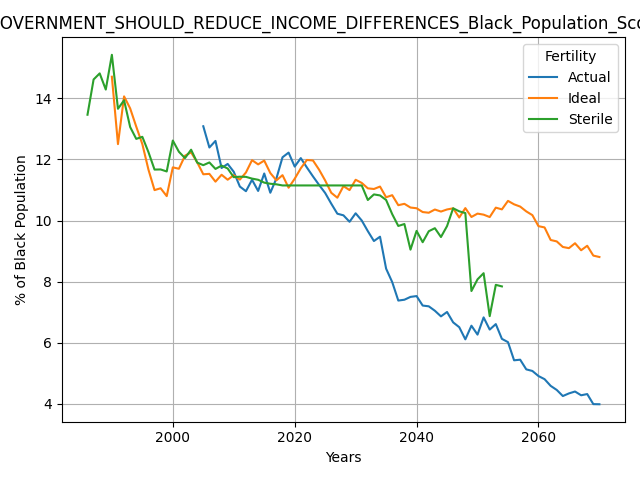 OVERNMENT_SHOULD_REDUCE_INCOME_DIFFERENCES_Black_Population_Sco
Fertility
Actual
Ideal
Sterile
% of Black Population
14
12
10
8
6
4
2000 2020 2040 2060
Years